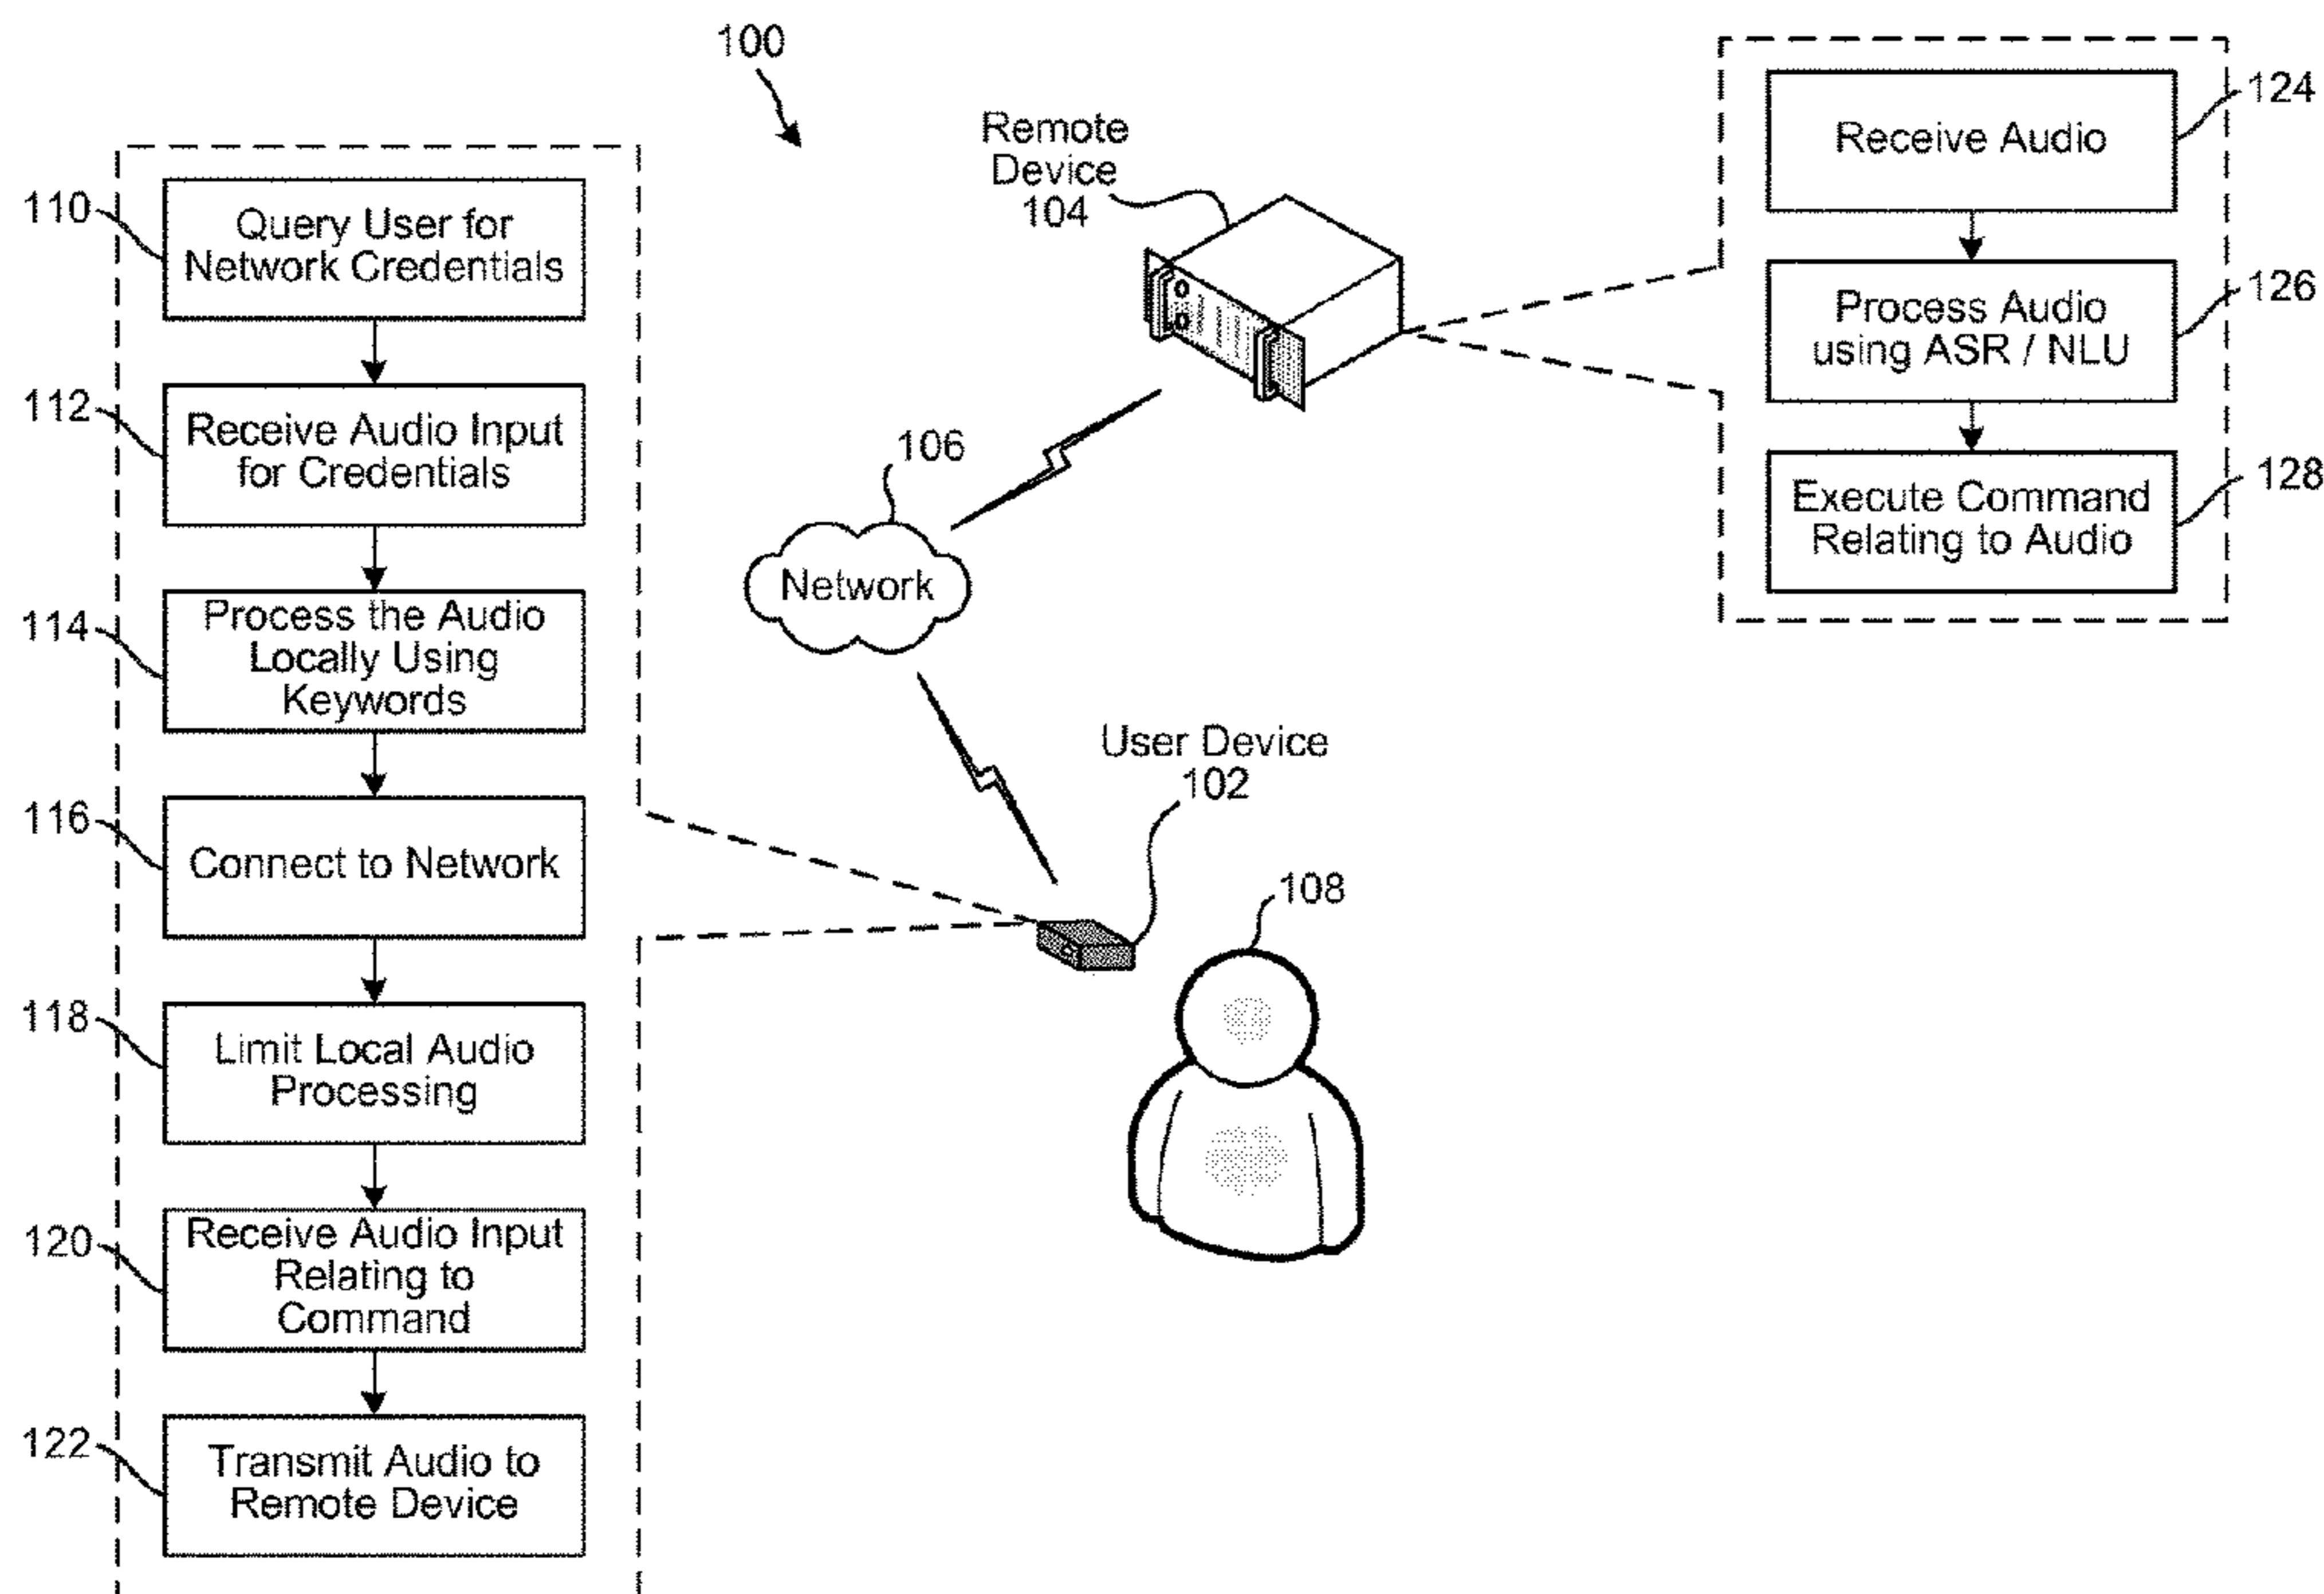 100
110
Query User for
Network Credentials
112
Receive Audio Input
for Credentials
114
Process the Audio
Locally Using
Keywords
116
Connect to Network
118
Limit Local Audio
Processing
120
Receive Audio Input
Relating to
Command
122
Transmit Audio to
Remote Device
Remote
Device
104
106
Network
User Device
102
108
Receive Audio
124
Process Audio
using ASR / NLU
126
Execute Command
Relating to Audio
128